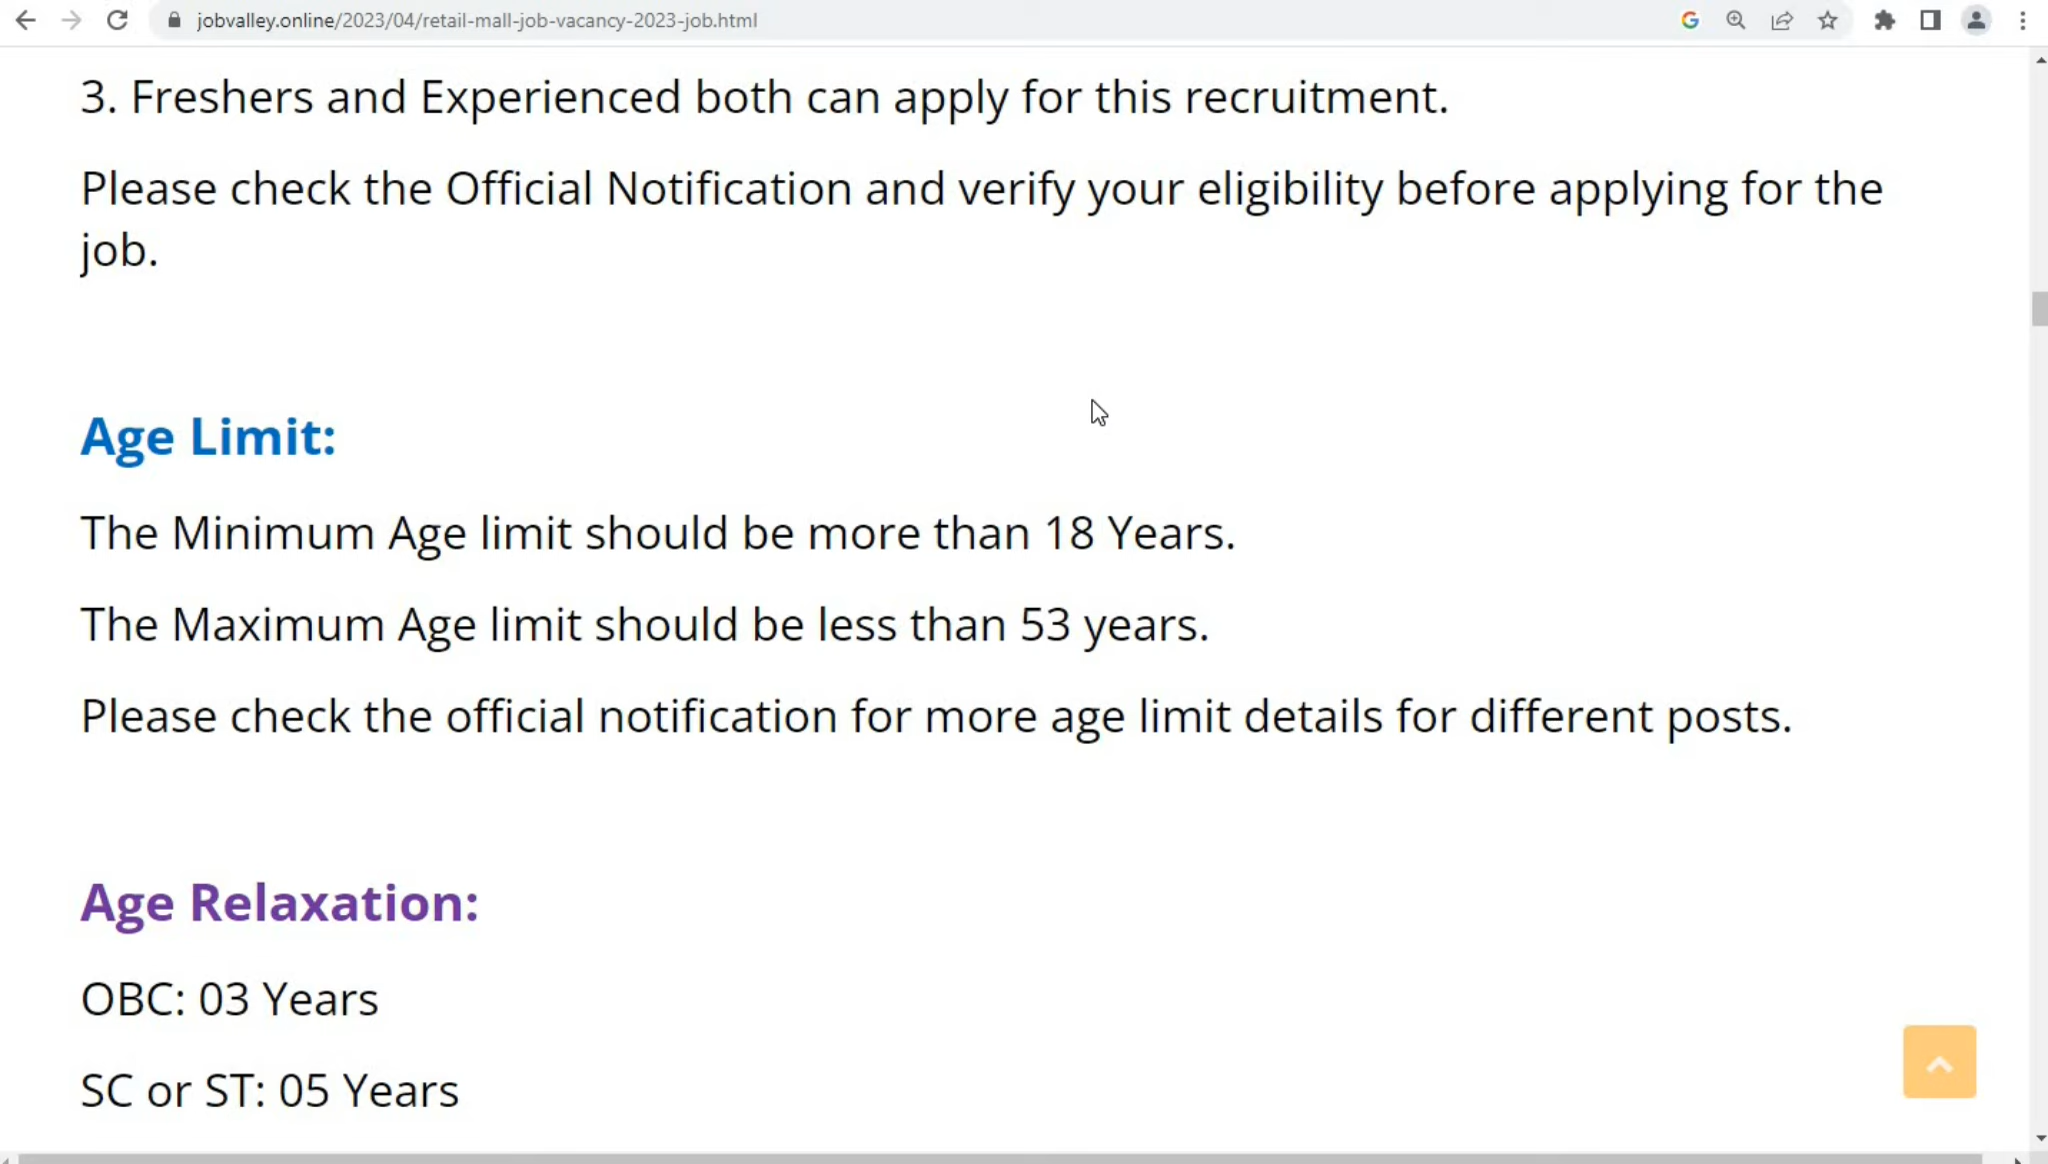 jobvalley.online/2023/04/retail-mall-job-vacancy-2023-job.html
3. Freshers and Experienced both can apply for this recruitment.
Please check the Official Notification and verify your eligibility before applying for the
job.
Age Limit:
The Minimum Age limit should be more than 18 Years.
The Maximum Age limit should be less than 53 years.
Please check the official notification for more age limit details for different posts.
Age Relaxation:
OBC: 03 Years
SC or ST: 05 Years